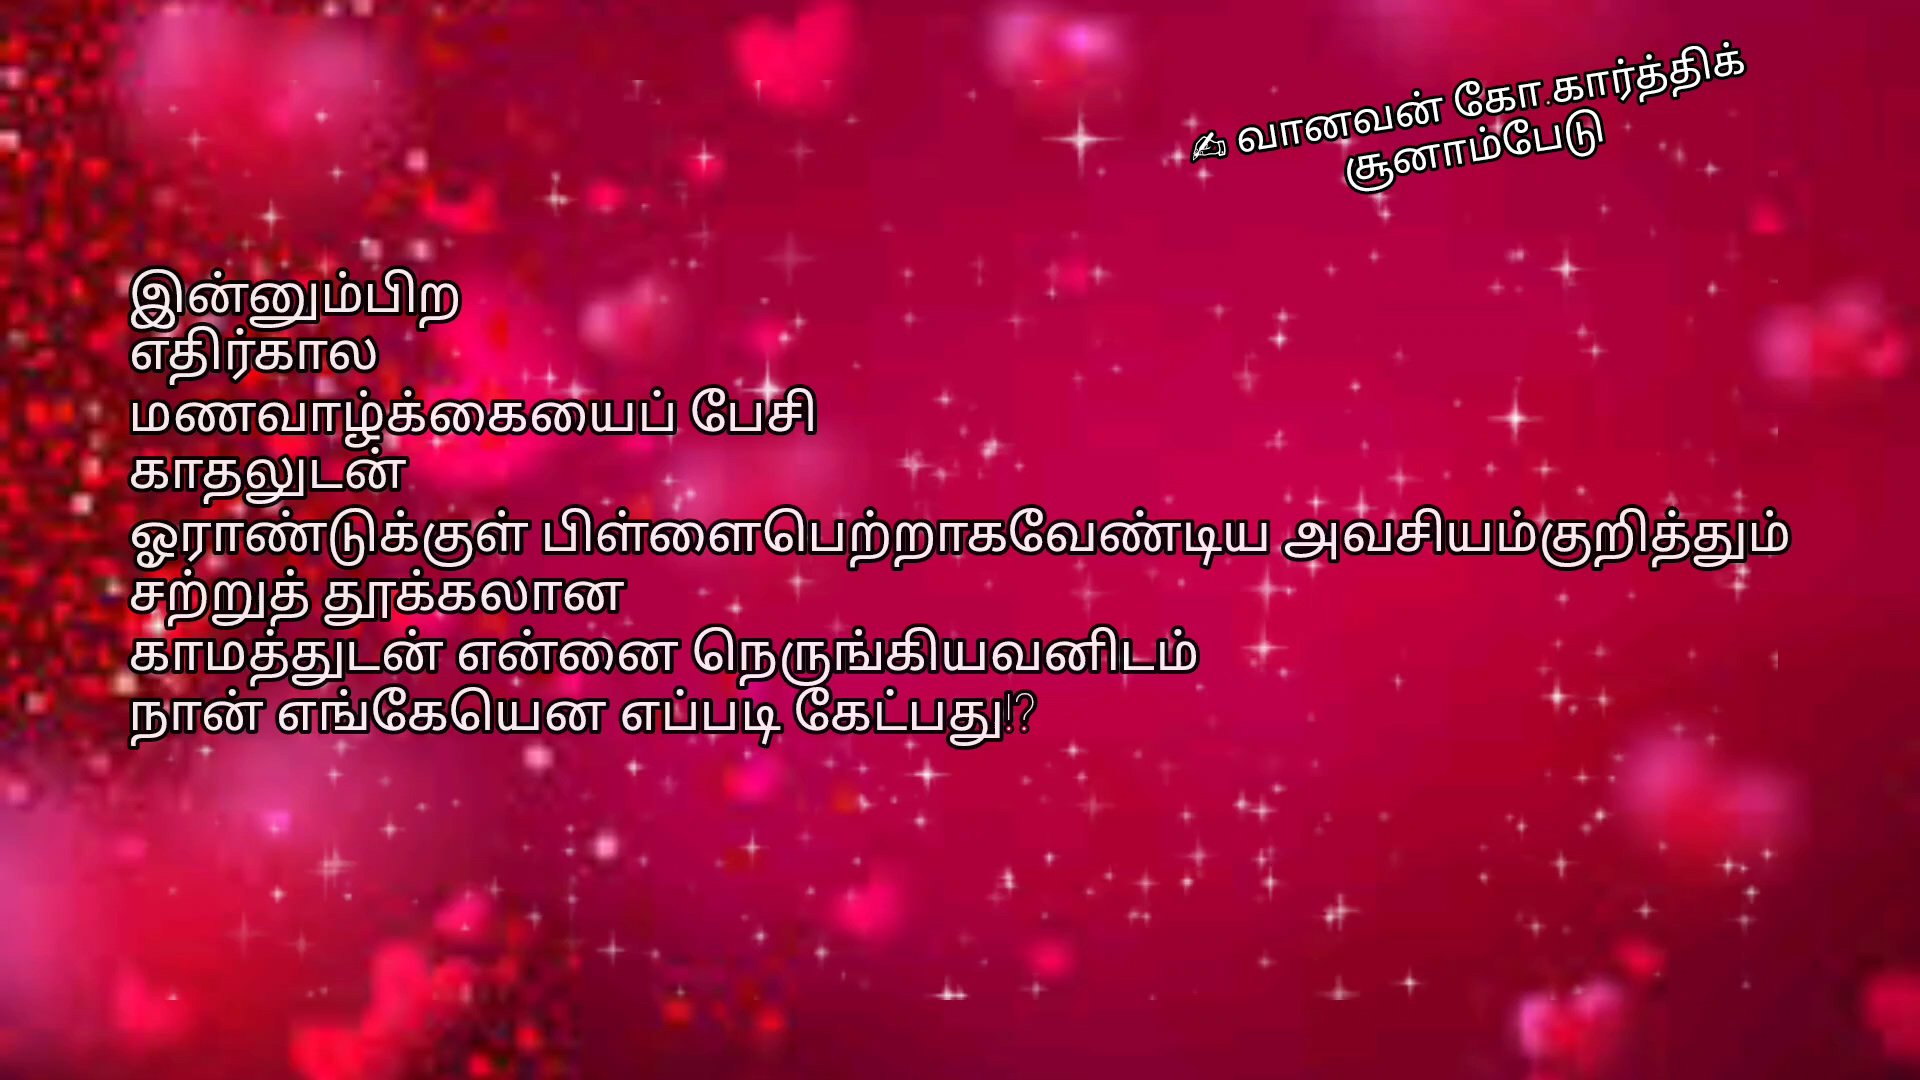 ✍ வானவன் கோ.கார்த்திக்
சூனாம்பேடு
இன்னும்பிற
எதிர்கால
மணவாழ்க்கையைப் பேசி
காதலுடன்
ஓராண்டுக்குள் பிள்ளைபெற்றாகவேண்டிய அவசியம்குறித்தும்
சற்றுத் தூக்கலான
காமத்துடன் என்னை நெருங்கியவனிடம்
நான் எங்கேயென எப்படி கேட்பது!?